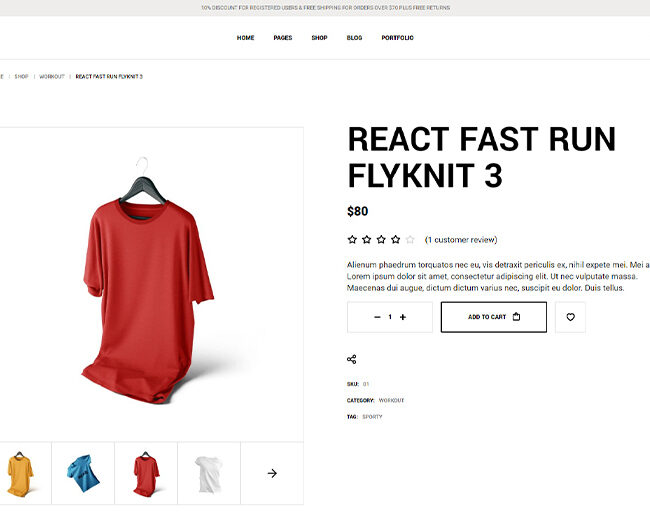 10% DISCOUNT FOR REGISTERED USERS & FREE SHIPPING FOR ORDERS OVER $70 PLUS FREE RETURNS
HOME PAGES SHOP BLOG PORTFOLIO
E | SHOP | WORKOUT | REACT FAST RUN FLYKNIT 3
REACT FAST RUN
FLYKNIT 3
$80
(1 customer review)
Alienum phaedrum torquatos nec eu, vis detraxit periculis ex, nihil expete mei. Mei a
Lorem ipsum dolor sit amet, consectetur adipiscing elit. Ut nec vulputate massa.
Maecenas dui augue, dictum dictum varius nec, suscipit eu dolor. Duis tellus.
− 1 + ADD TO CART
SKU: 01
CATEGORY: WORKOUT
TAG: SPORTY